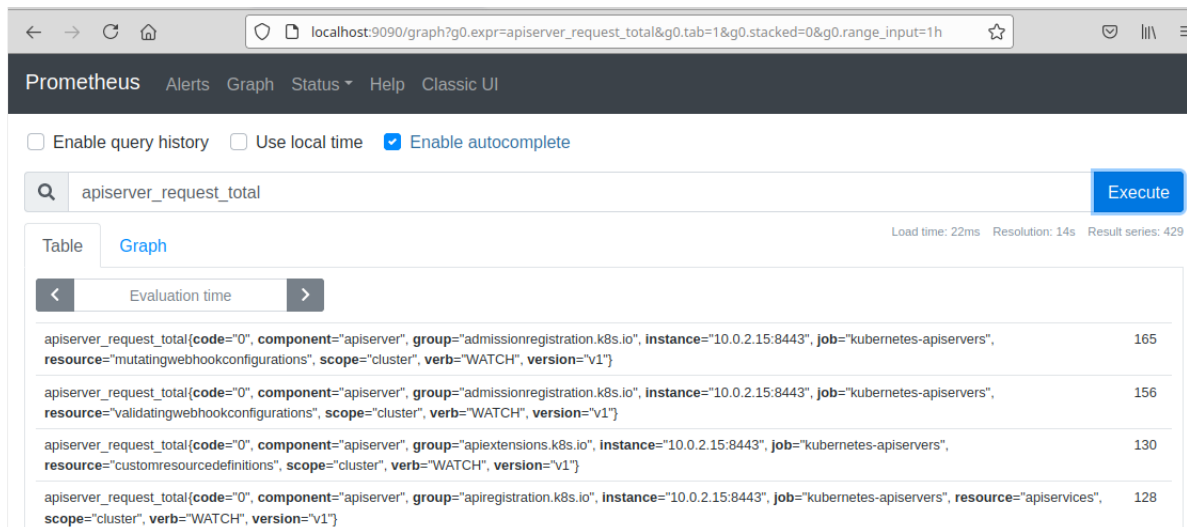 localhost:9090/graph?g0.expr=apiserver_request_total&g0.tab=1&g0.stacked=0&g0.range_input=1h
Prometheus Alerts Graph Status Help Classic UI
Enable query history Use local time Enable autocomplete
apiserver_request_total Execute
Load time: 22ms Resolution: 14s Result series: 429
Table Graph
Evaluation time
apiserver_request_total{code="0", component="apiserver", group="admissionregistration.k8s.io", instance="10.0.2.15:8443", job="kubernetes-apiservers", 165
resource="mutatingwebhookconfigurations", scope="cluster", verb="WATCH", version="v1"}
apiserver_request_total{code="0", component="apiserver", group="admissionregistration.k8s.io", instance="10.0.2.15:8443", job="kubernetes-apiservers", 156
resource="validatingwebhookconfigurations", scope="cluster", verb="WATCH", version="v1"}
apiserver_request_total{code="0", component="apiserver", group="apiextensions.k8s.io", instance="10.0.2.15:8443", job="kubernetes-apiservers", 130
resource="customresourcedefinitions", scope="cluster", verb="WATCH", version="v1"}
apiserver_request_total{code="0", component="apiserver", group="apiregistration.k8s.io", instance="10.0.2.15:8443", job="kubernetes-apiservers", resource="apiservices", 128
scope="cluster", verb="WATCH", version="v1"}